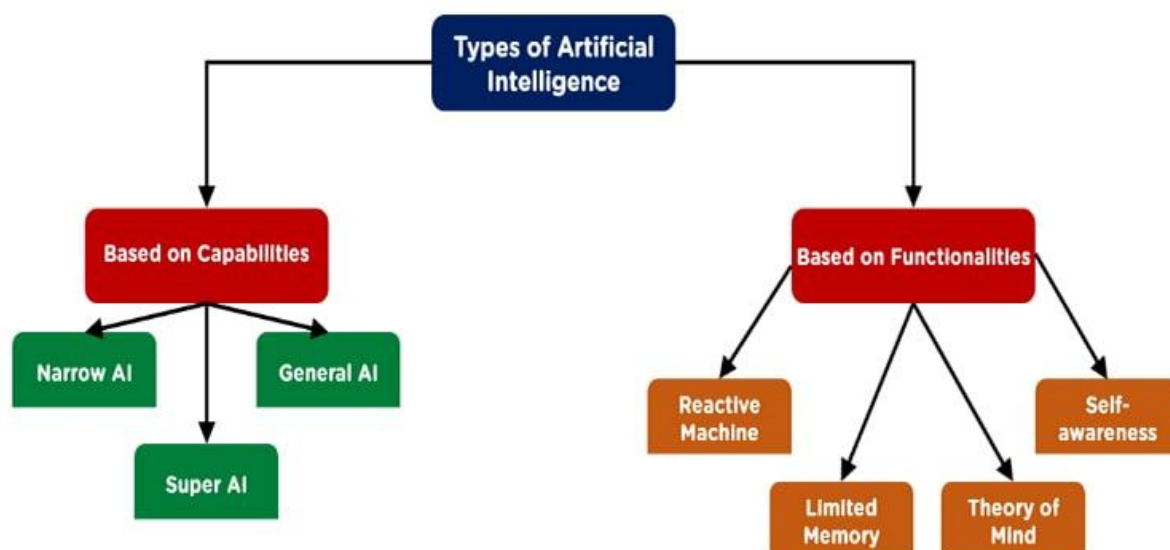 Types of Artificial
Intelligence
Based on Capabilities
Based on Functionalities
Narrow AI
General AI
Super AI
Reactive
Machine
Self-
awareness
Limited
Memory
Theory of
Mind